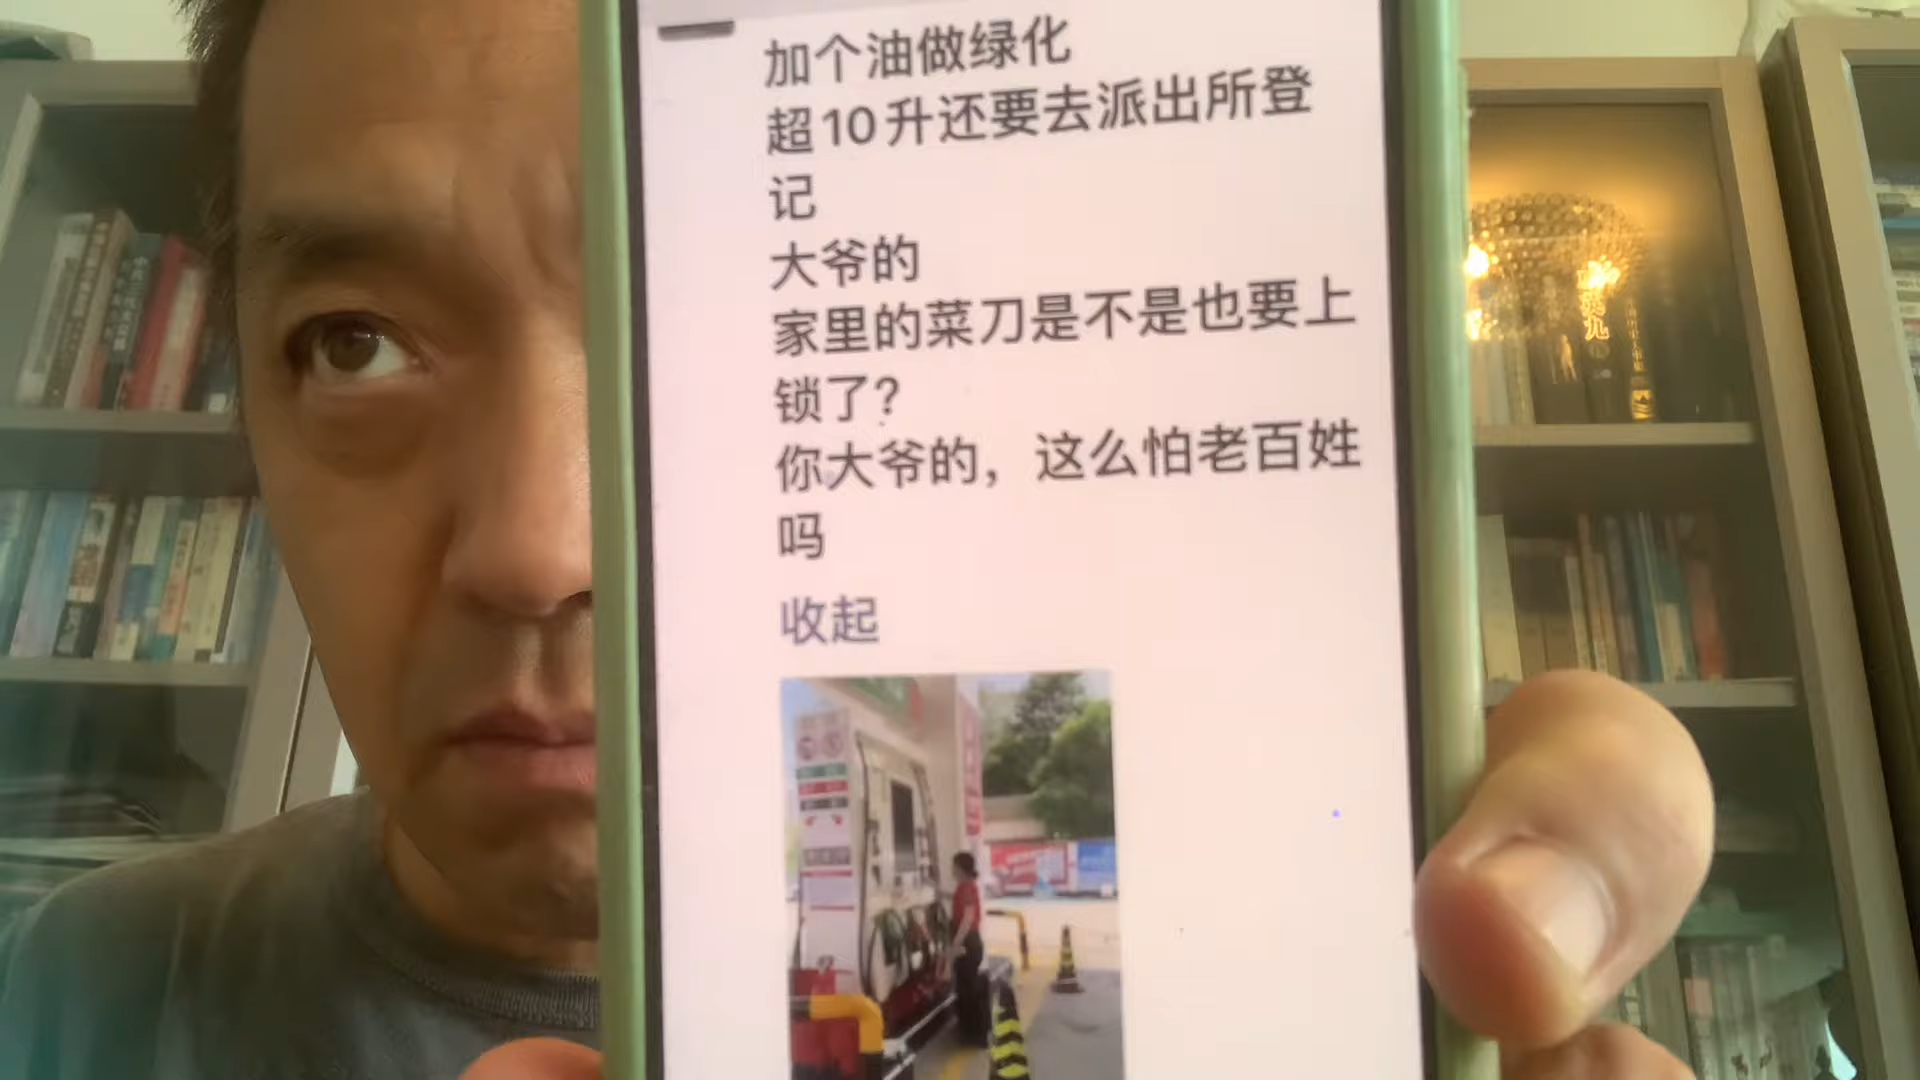 加个油做绿化
超10升还要去派出所登
记
大爷的
家里的菜刀是不是也要上
锁了?
你大爷的，这么怕老百姓
吗
收起